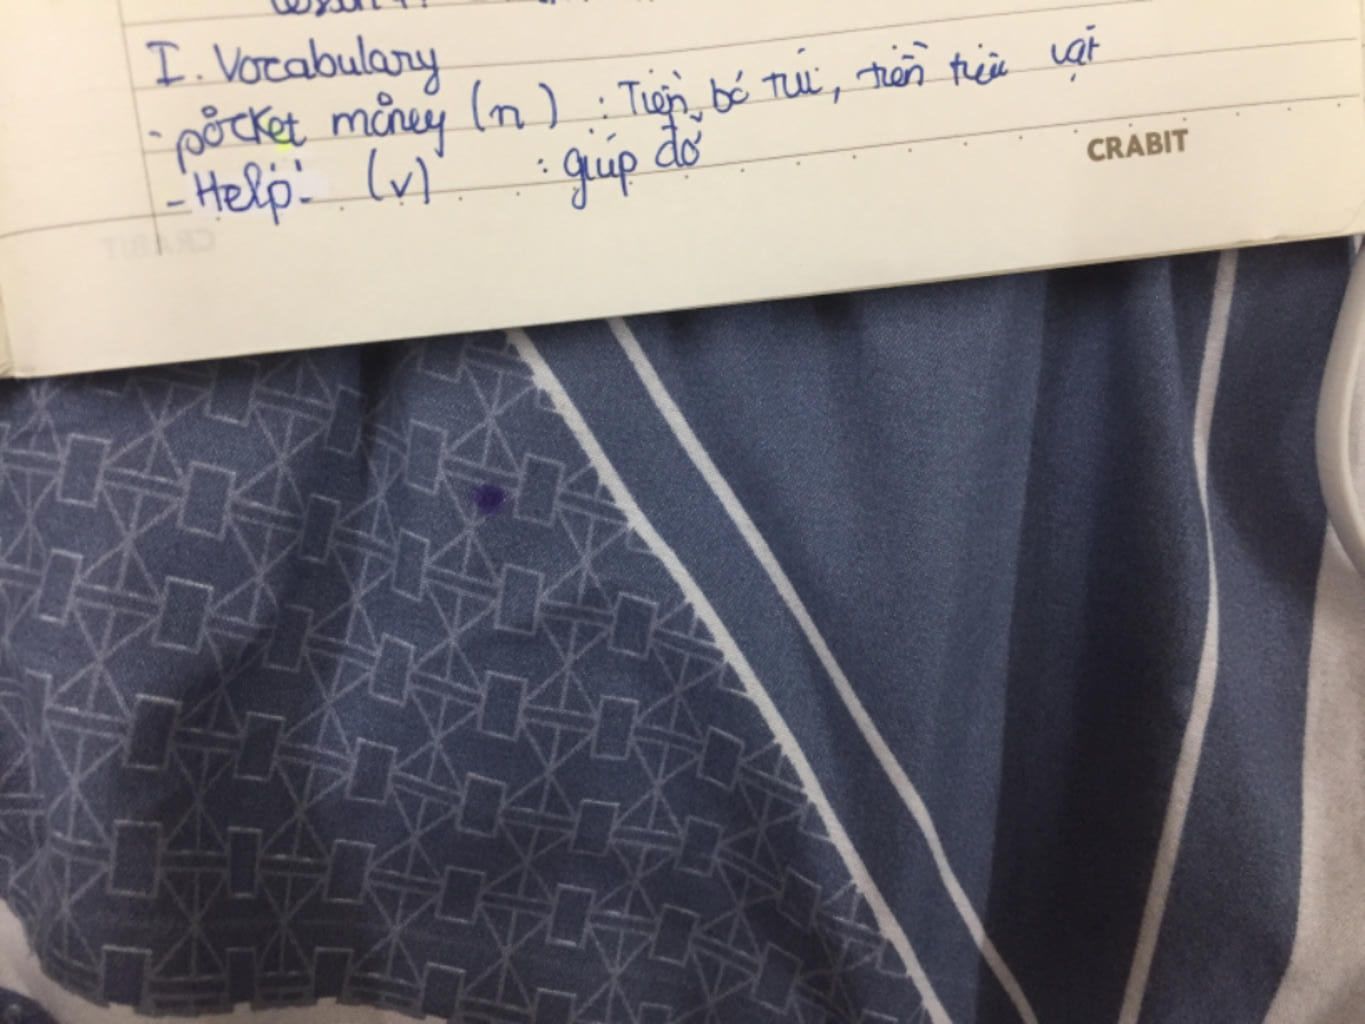 I. Vocabulary
- pocket money (n) : Tiền bỏ túi, tiền tiêu vặt
- Help: (v) : giúp đỡ
CRABIT